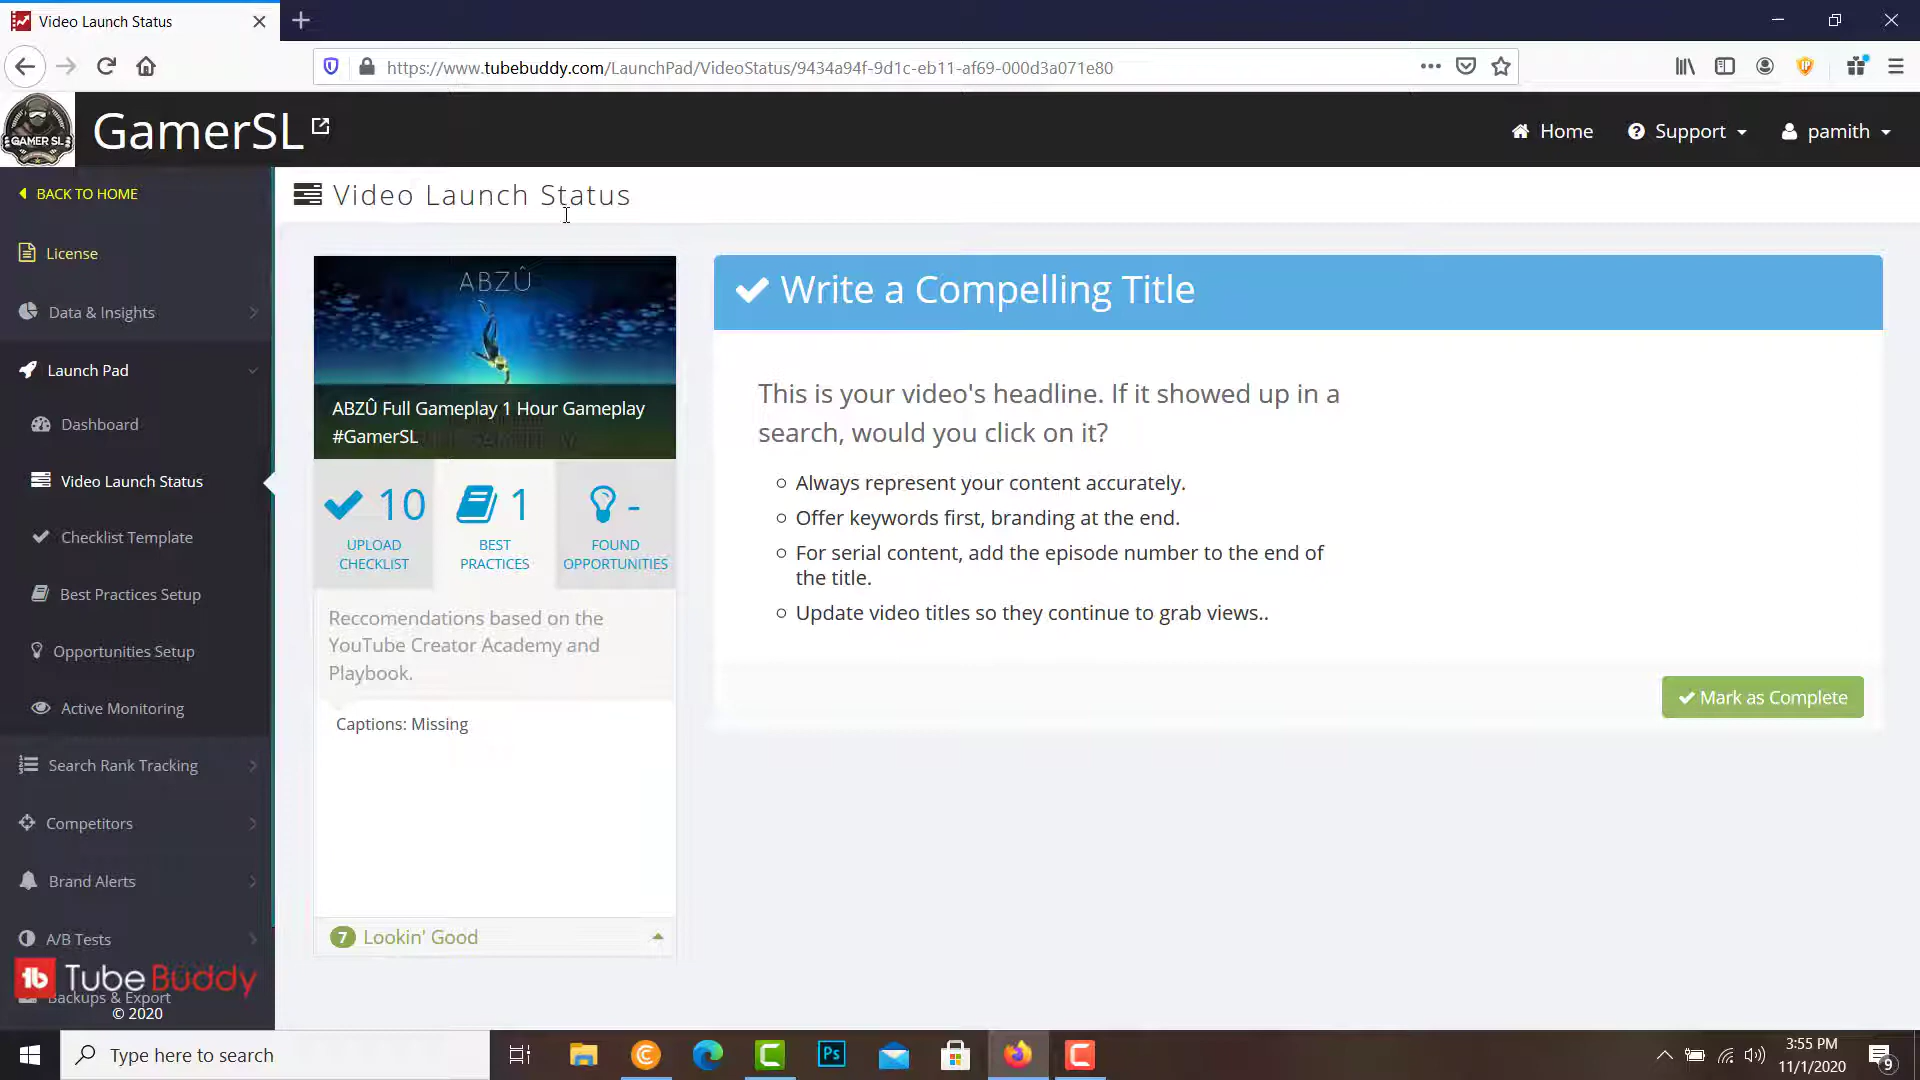 Video Launch Status
https://www.tubebuddy.com/LaunchPad/VideoStatus/9434a94f-9d1c-eb11-af69-000d3a071e80
GAMER SL
GamerSL
Home
Support
pamith
BACK TO HOME
License
Data & Insights
Launch Pad
Dashboard
Video Launch Status
Checklist Template
Best Practices Setup
Opportunities Setup
Active Monitoring
Search Rank Tracking
Competitors
Brand Alerts
A/B Tests
TubeBuddy
Backups & Export
© 2020
Video Launch Status
ABZÛ
ABZÛ Full Gameplay 1 Hour Gameplay
#GamerSL
10
UPLOAD
CHECKLIST
1
BEST
PRACTICES
-
FOUND
OPPORTUNITIES
Reccomendations based on the
YouTube Creator Academy and
Playbook.
Captions: Missing
7 Lookin' Good
Write a Compelling Title
This is your video's headline. If it showed up in a
search, would you click on it?
Always represent your content accurately.
Offer keywords first, branding at the end.
For serial content, add the episode number to the end of
the title.
Update video titles so they continue to grab views..
Mark as Complete
Type here to search
Ps
3:55 PM
11/1/2020
9